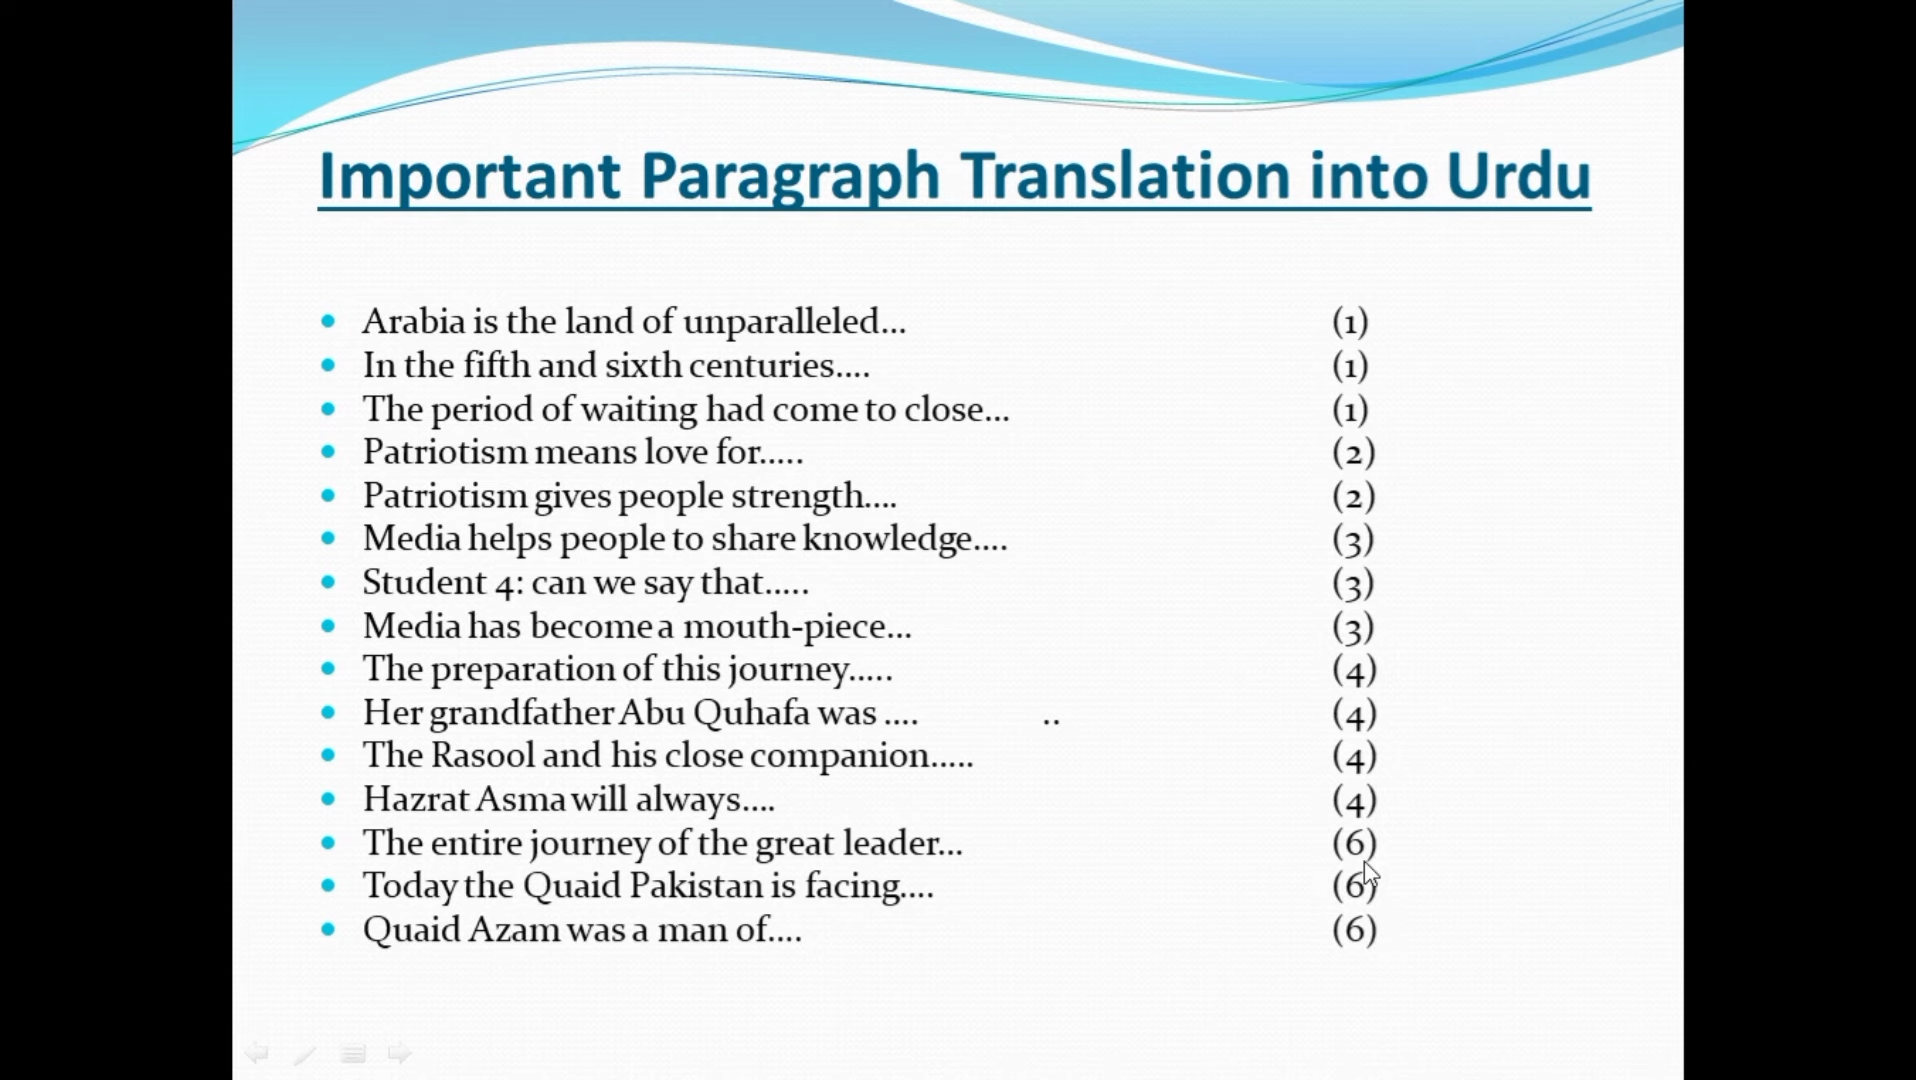 Important Paragraph Translation into Urdu
• Arabia is the land of unparalleled... (1)
• In the fifth and sixth centuries.... (1)
• The period of waiting had come to close... (1)
• Patriotism means love for..... (2)
• Patriotism gives people strength.... (2)
• Media helps people to share knowledge.... (3)
• Student 4: can we say that..... (3)
• Media has become a mouth-piece... (3)
• The preparation of this journey..... (4)
• Her grandfather Abu Quhafa was .... .. (4)
• The Rasool and his close companion..... (4)
• Hazrat Asma will always.... (4)
• The entire journey of the great leader... (6)
• Today the Quaid Pakistan is facing.... (6)
• Quaid Azam was a man of.... (6)